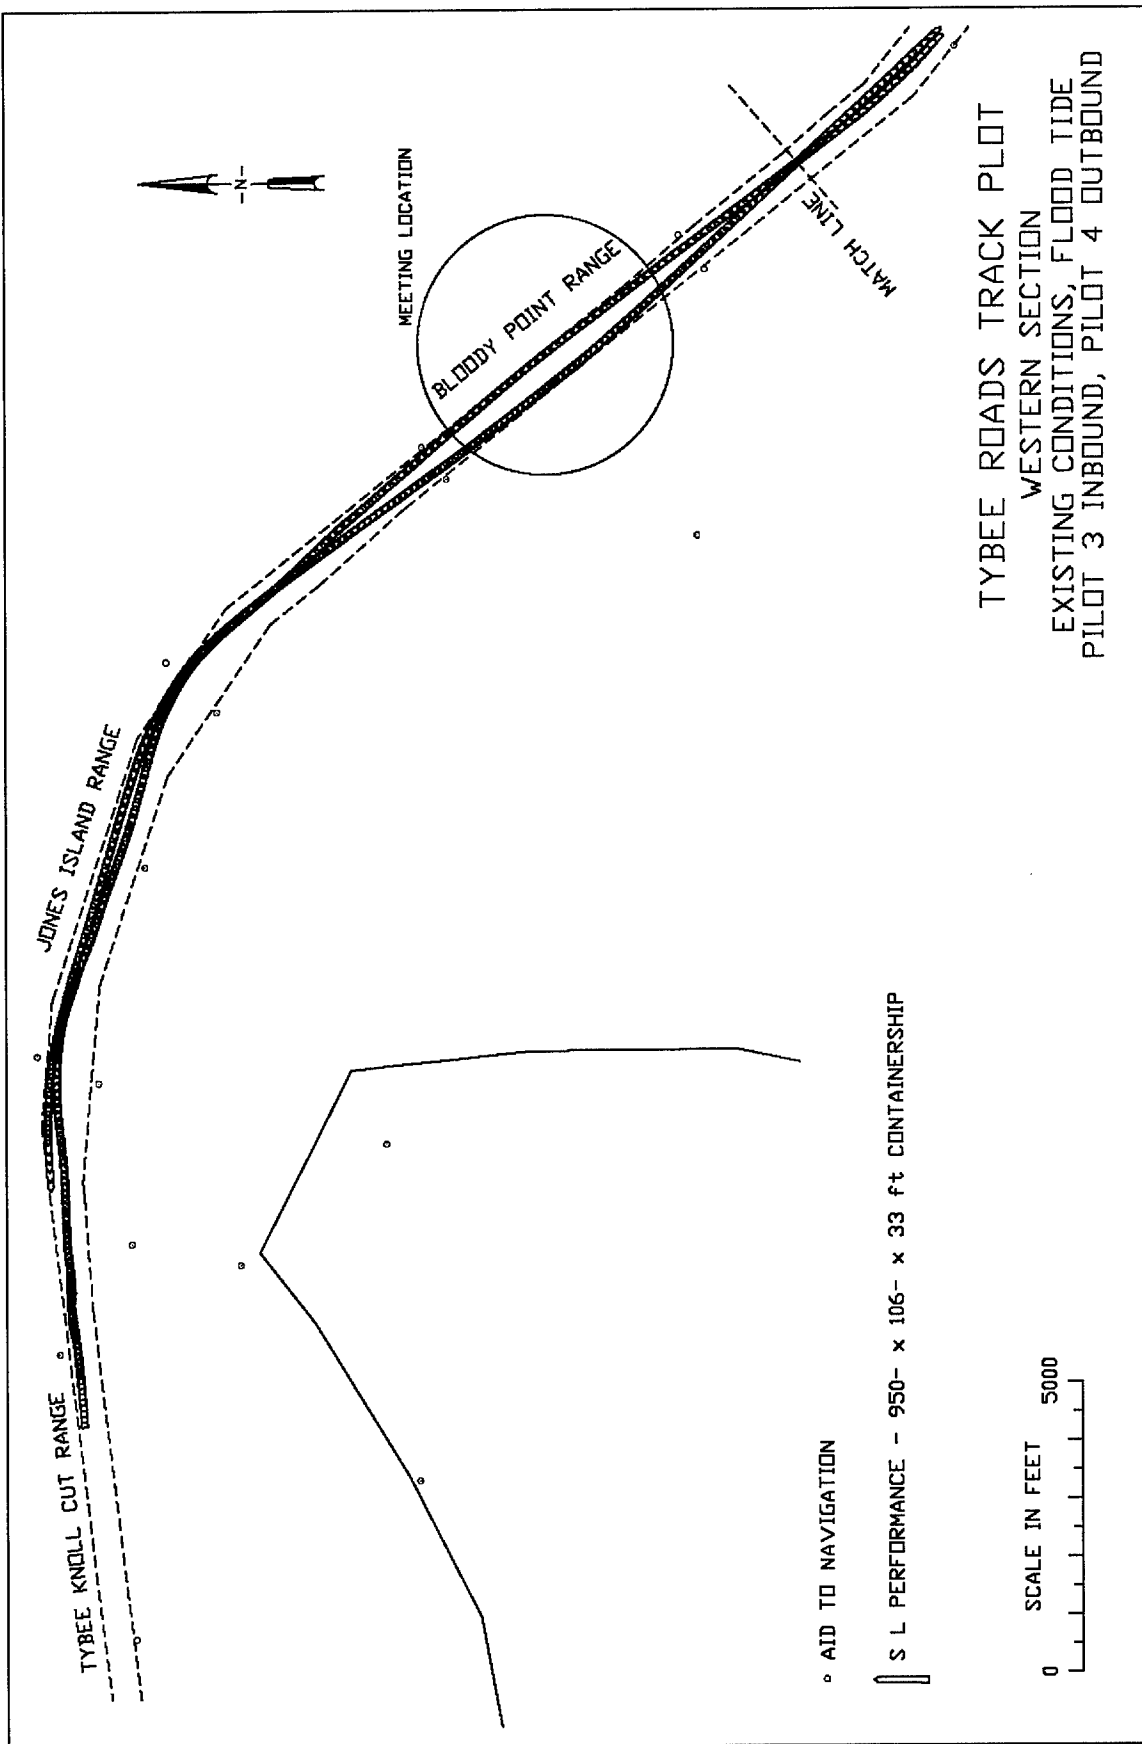 TYBEE KNOLL CUT RANGE
JONES ISLAND RANGE
MEETING LOCATION
-N-
BLOODY POINT RANGE
MATCH LINE
AID TO NAVIGATION
S L PERFORMANCE - 950- x 106- x 33 ft CONTAINERSHIP
SCALE IN FEET
0 5000
TYBEE ROADS TRACK PLOT
WESTERN SECTION
EXISTING CONDITIONS, FLOOD TIDE
PILOT 3 INBOUND, PILOT 4 OUTBOUND